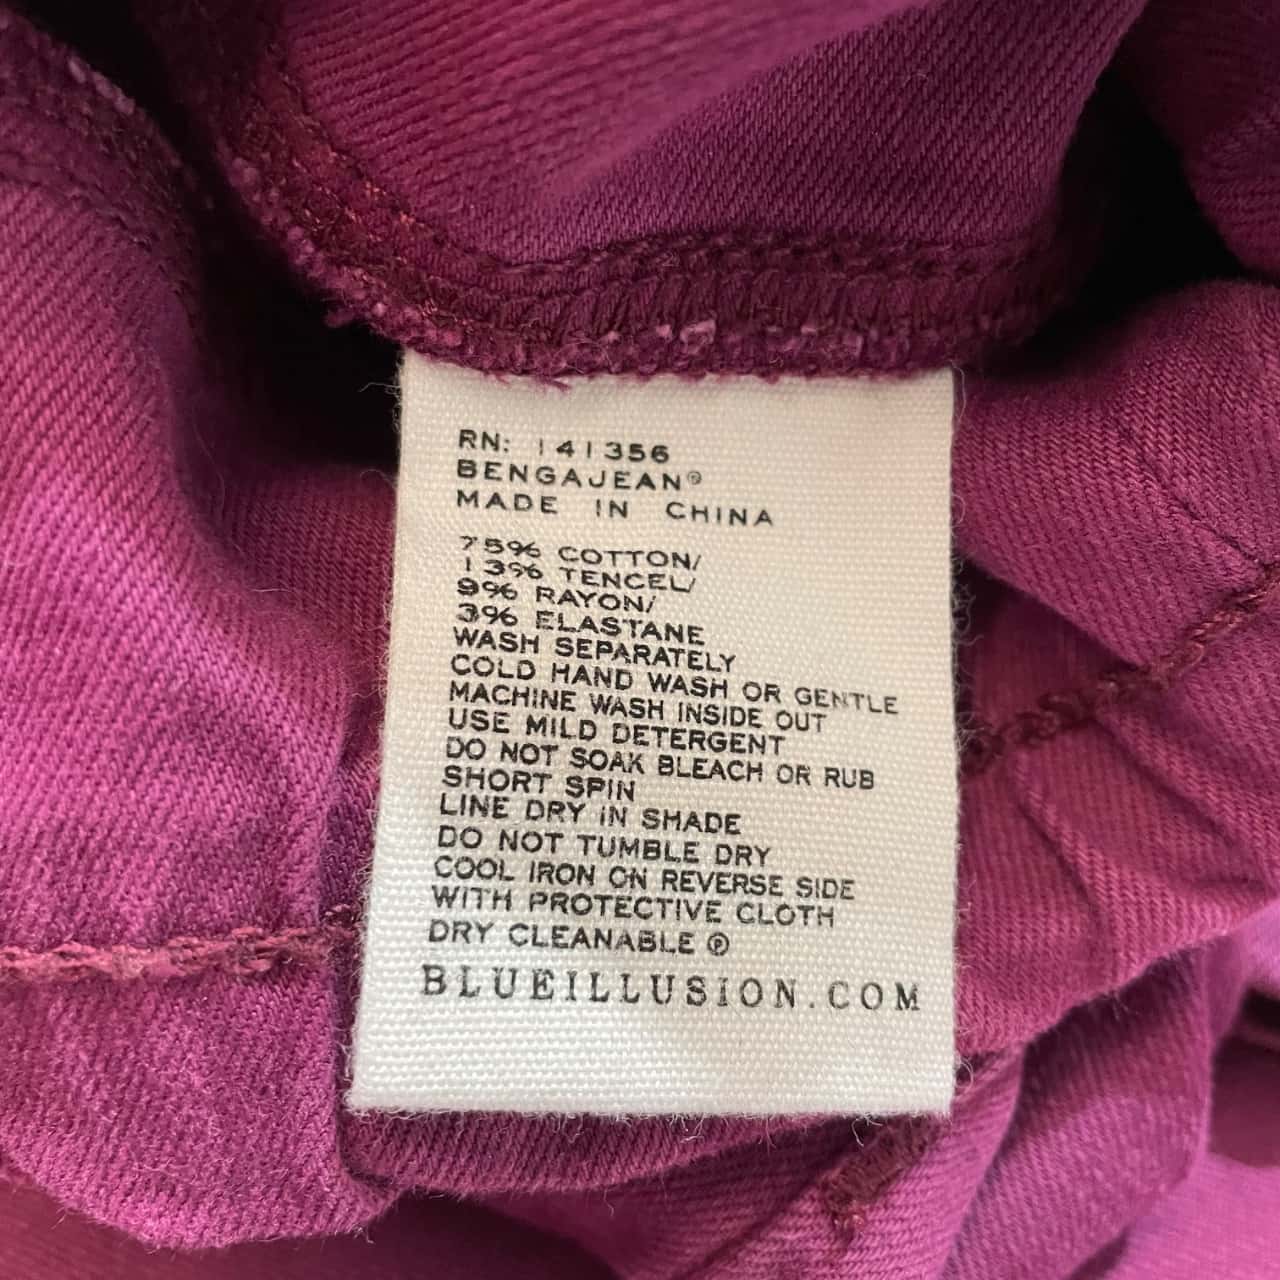 RN: 141356
BENGAJEAN®
MADE IN CHINA
75% COTTON/
13% TENCEL/
9% RAYON/
3% ELASTANE
WASH SEPARATELY
COLD HAND WASH OR GENTLE
MACHINE WASH INSIDE OUT
USE MILD DETERGENT
DO NOT SOAK BLEACH OR RUB
SHORT SPIN
LINE DRY IN SHADE
DO NOT TUMBLE DRY
COOL IRON ON REVERSE SIDE
WITH PROTECTIVE CLOTH
DRY CLEANABLE Ⓟ
BLUEILLUSION.COM